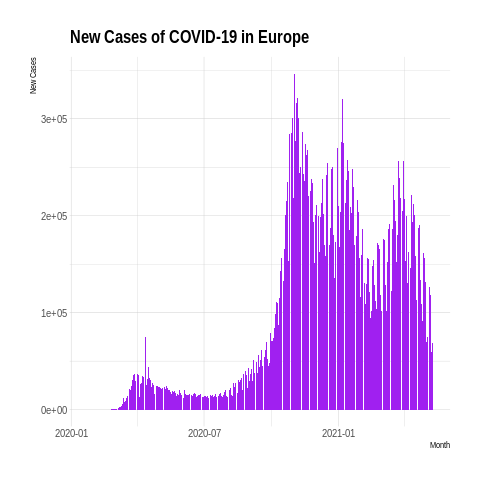 New Cases of COVID-19 in Europe
New Cases
3e+05
2e+05
1e+05
0e+00
2020-01
2020-07
2021-01
Month